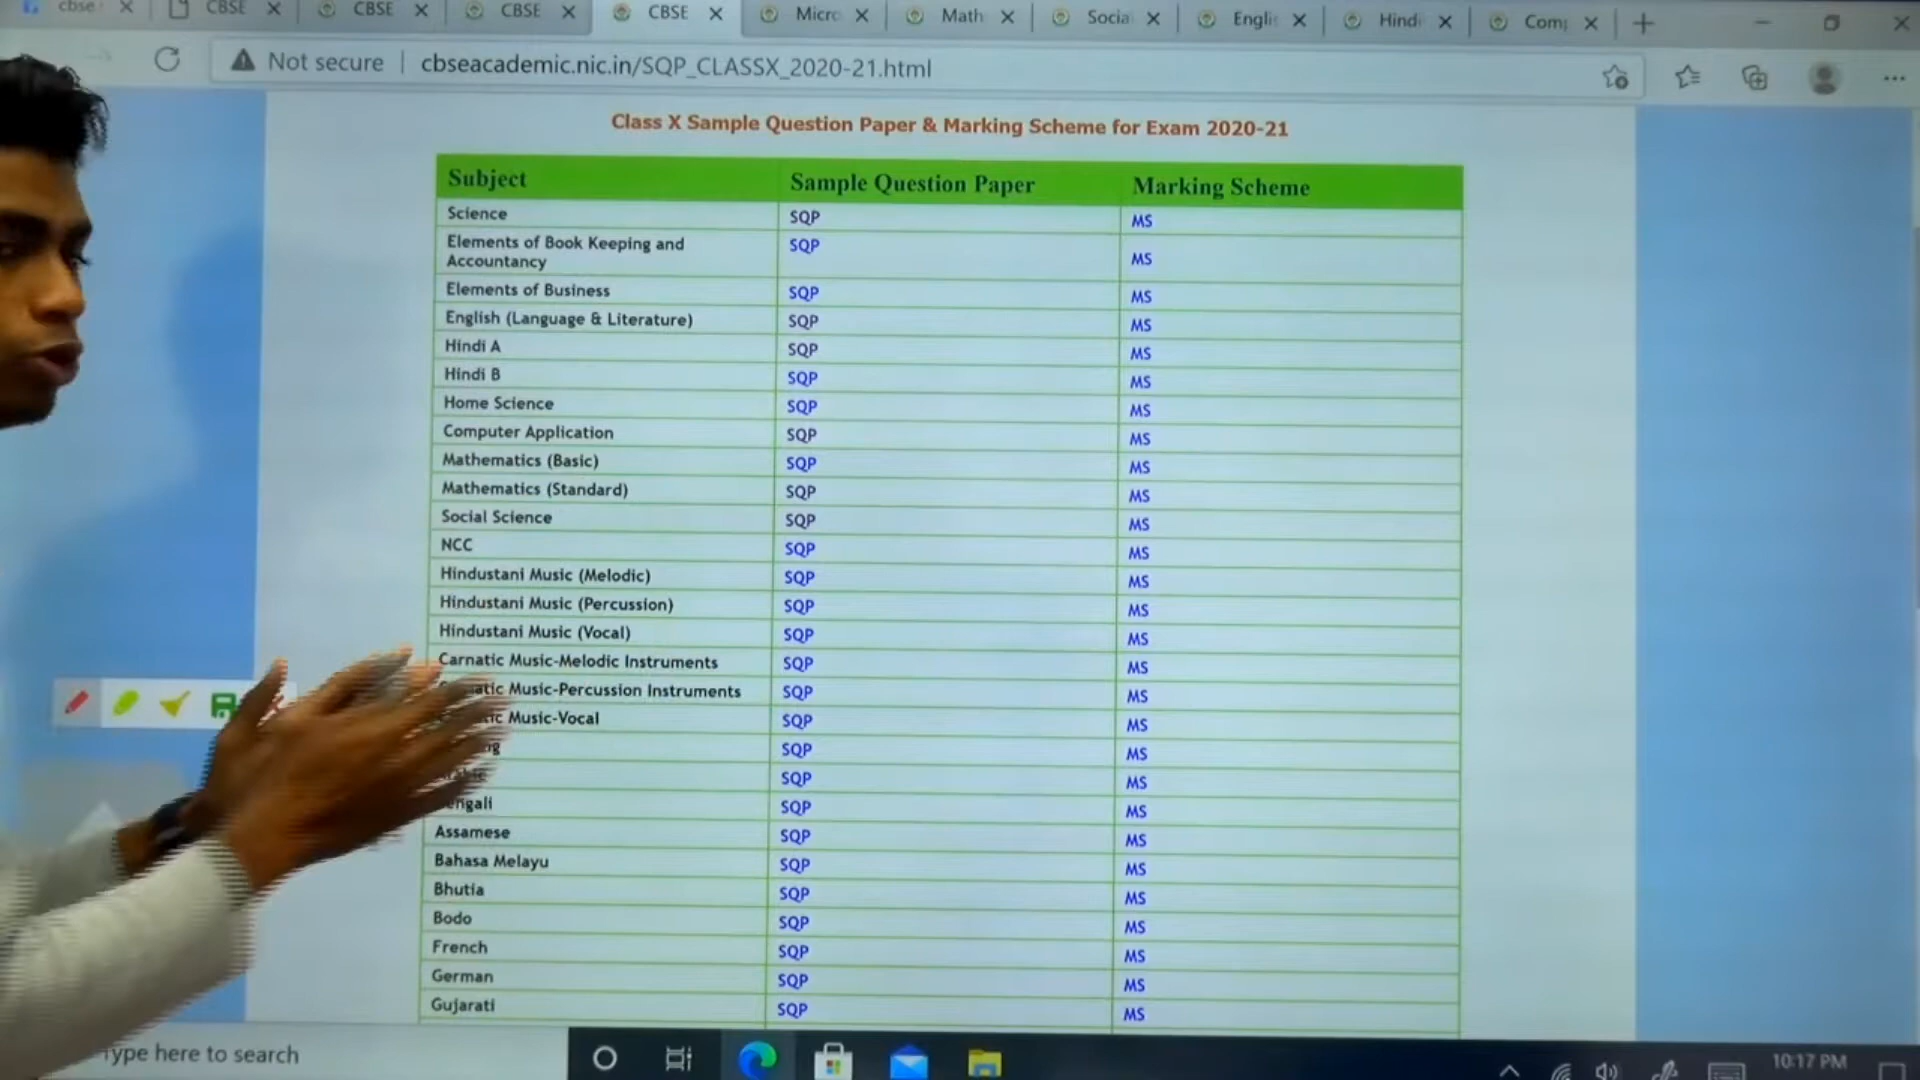 cbse
CBSE
CBSE
CBSE
CBSE
Micro
Math
Socia
Englis
Hindi
Com
Not secure
cbseacademic.nic.in/SQP_CLASSX_2020-21.html
Class X Sample Question Paper & Marking Scheme for Exam 2020-21
Subject Sample Question Paper Marking Scheme
Science SQP MS
Elements of Book Keeping and
Accountancy SQP MS
Elements of Business SQP MS
English (Language & Literature) SQP MS
Hindi A SQP MS
Hindi B SQP MS
Home Science SQP MS
Computer Application SQP MS
Mathematics (Basic) SQP MS
Mathematics (Standard) SQP MS
Social Science SQP MS
NCC SQP MS
Hindustani Music (Melodic) SQP MS
Hindustani Music (Percussion) SQP MS
Hindustani Music (Vocal) SQP MS
Carnatic Music-Melodic Instruments SQP MS
Music-Percussion Instruments SQP MS
Music-Vocal SQP MS
SQP MS
SQP MS
engali SQP MS
Assamese SQP MS
Bahasa Melayu SQP MS
Bhutia SQP MS
Bodo SQP MS
French SQP MS
German SQP MS
Gujarati SQP MS
Type here to search
10:17 PM